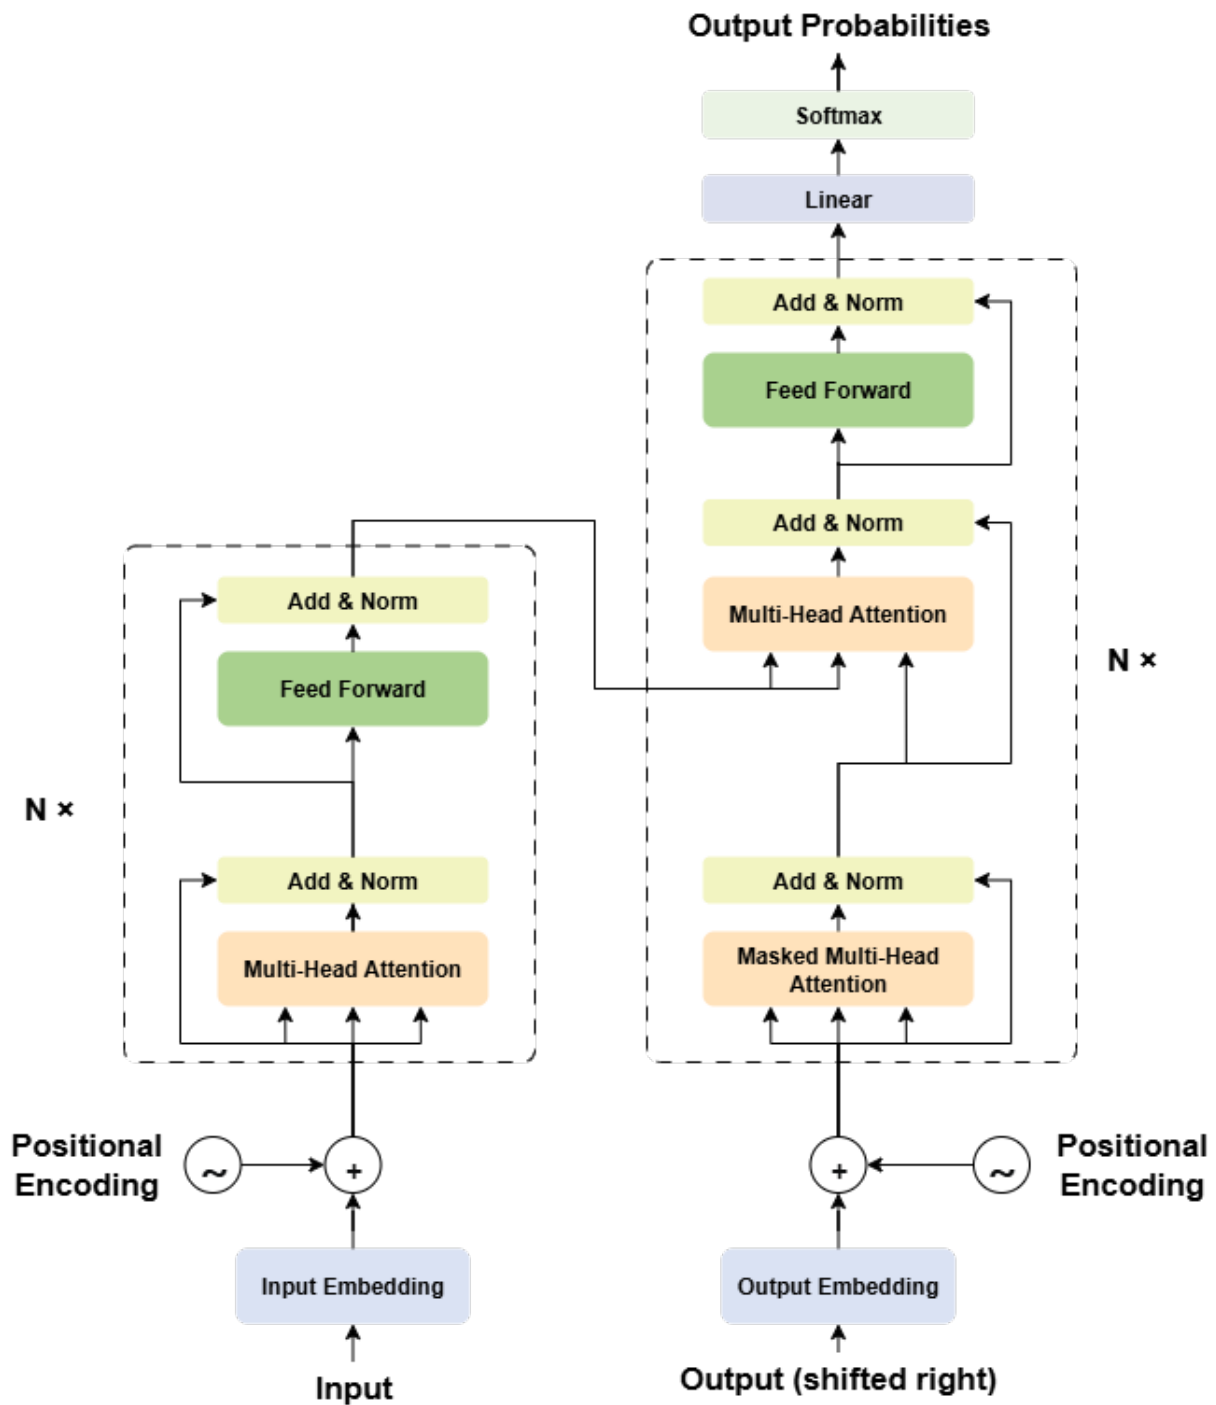 Output Probabilities
Softmax
Linear
Add & Norm
Feed Forward
Add & Norm
Multi-Head Attention
N ×
Add & Norm
Masked Multi-Head
Attention
Add & Norm
Feed Forward
N ×
Add & Norm
Multi-Head Attention
Positional
Encoding
~
+
Input Embedding
Input
+
~
Positional
Encoding
Output Embedding
Output (shifted right)